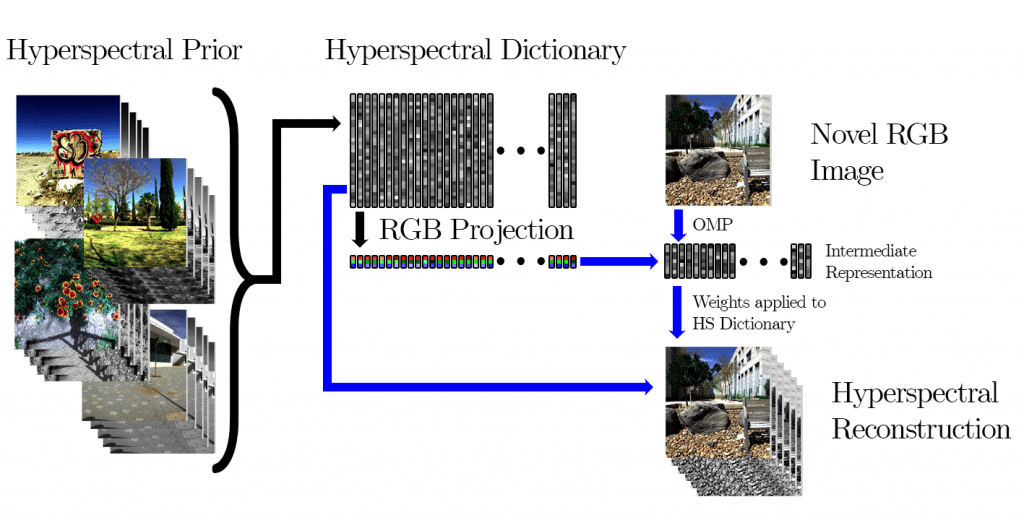 Hyperspectral Prior
Hyperspectral Dictionary
RGB Projection
Novel RGB
Image
OMP
Intermediate
Representation
Weights applied to
HS Dictionary
Hyperspectral
Reconstruction